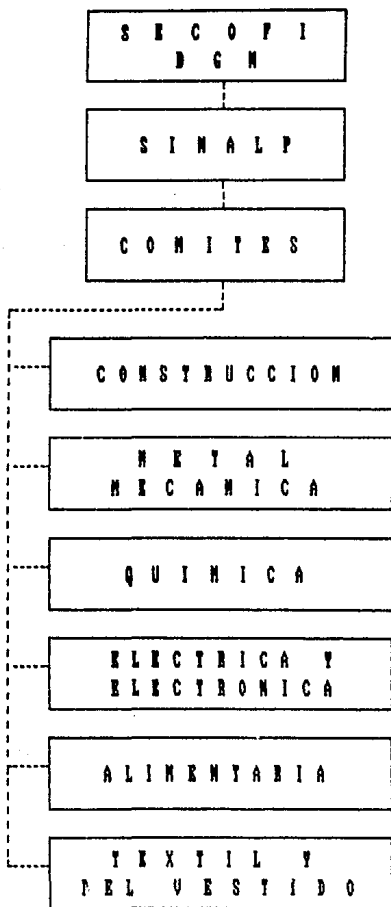 SECOFI
DGN
SINALP
COMITES
CONSTRUCCION
METAL
MECANICA
QUIMICA
ELECTRICA Y
ELECTRONICA
ALIMENTARIA
TEXTIL Y
DEL VESTIDO